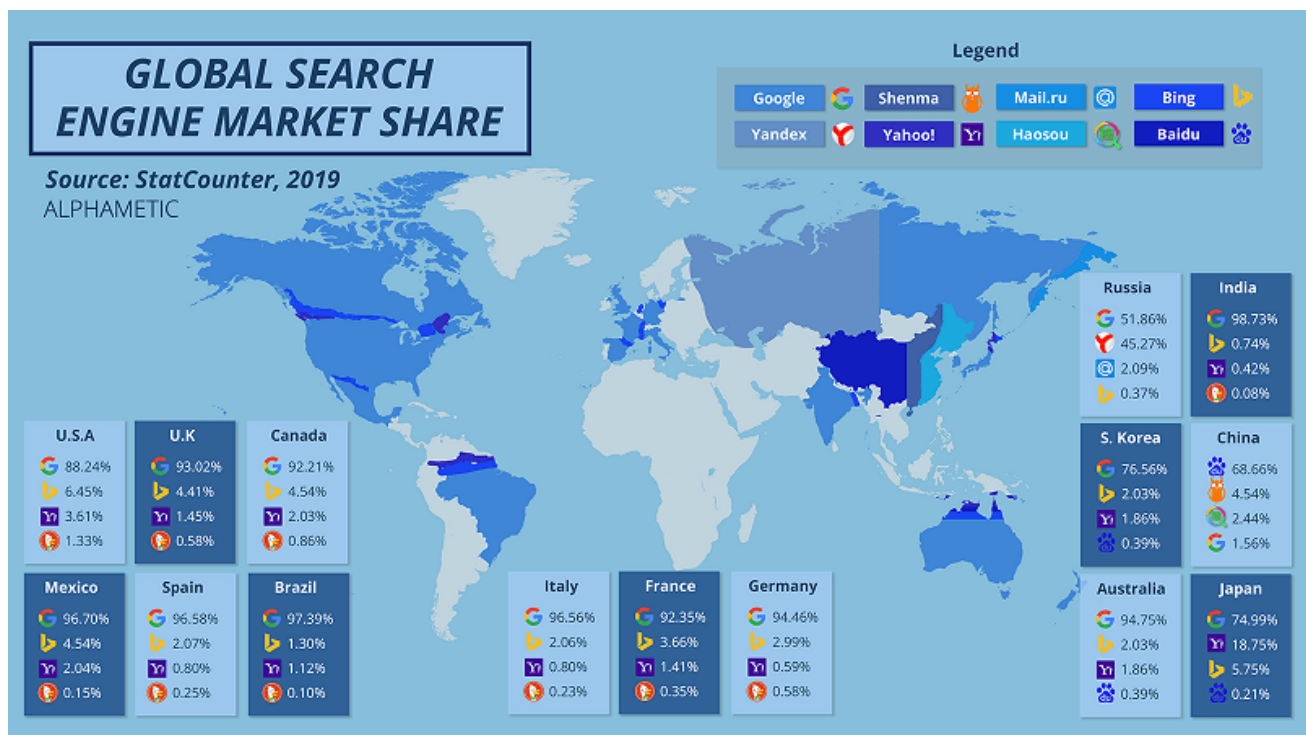 GLOBAL SEARCH
ENGINE MARKET SHARE
Source: StatCounter, 2019
ALPHAMETIC
Legend
Google
Shenma
Mail.ru
Bing
Yandex
Yahoo!
Haosou
Baidu
Russia
51.86%
45.27%
2.09%
0.37%
India
98.73%
0.74%
0.42%
0.08%
U.S.A
88.24%
6.45%
3.61%
1.33%
U.K
93.02%
4.41%
1.45%
0.58%
Canada
92.21%
4.54%
2.03%
0.86%
S. Korea
76.56%
2.03%
1.86%
0.39%
China
68.66%
4.54%
2.44%
1.56%
Mexico
96.70%
4.54%
2.04%
0.15%
Spain
96.58%
2.07%
0.80%
0.25%
Brazil
97.39%
1.30%
1.12%
0.10%
Italy
96.56%
2.06%
0.80%
0.23%
France
92.35%
3.66%
1.41%
0.35%
Germany
94.46%
2.99%
0.59%
0.58%
Australia
94.75%
2.03%
1.86%
0.39%
Japan
74.99%
18.75%
5.75%
0.21%